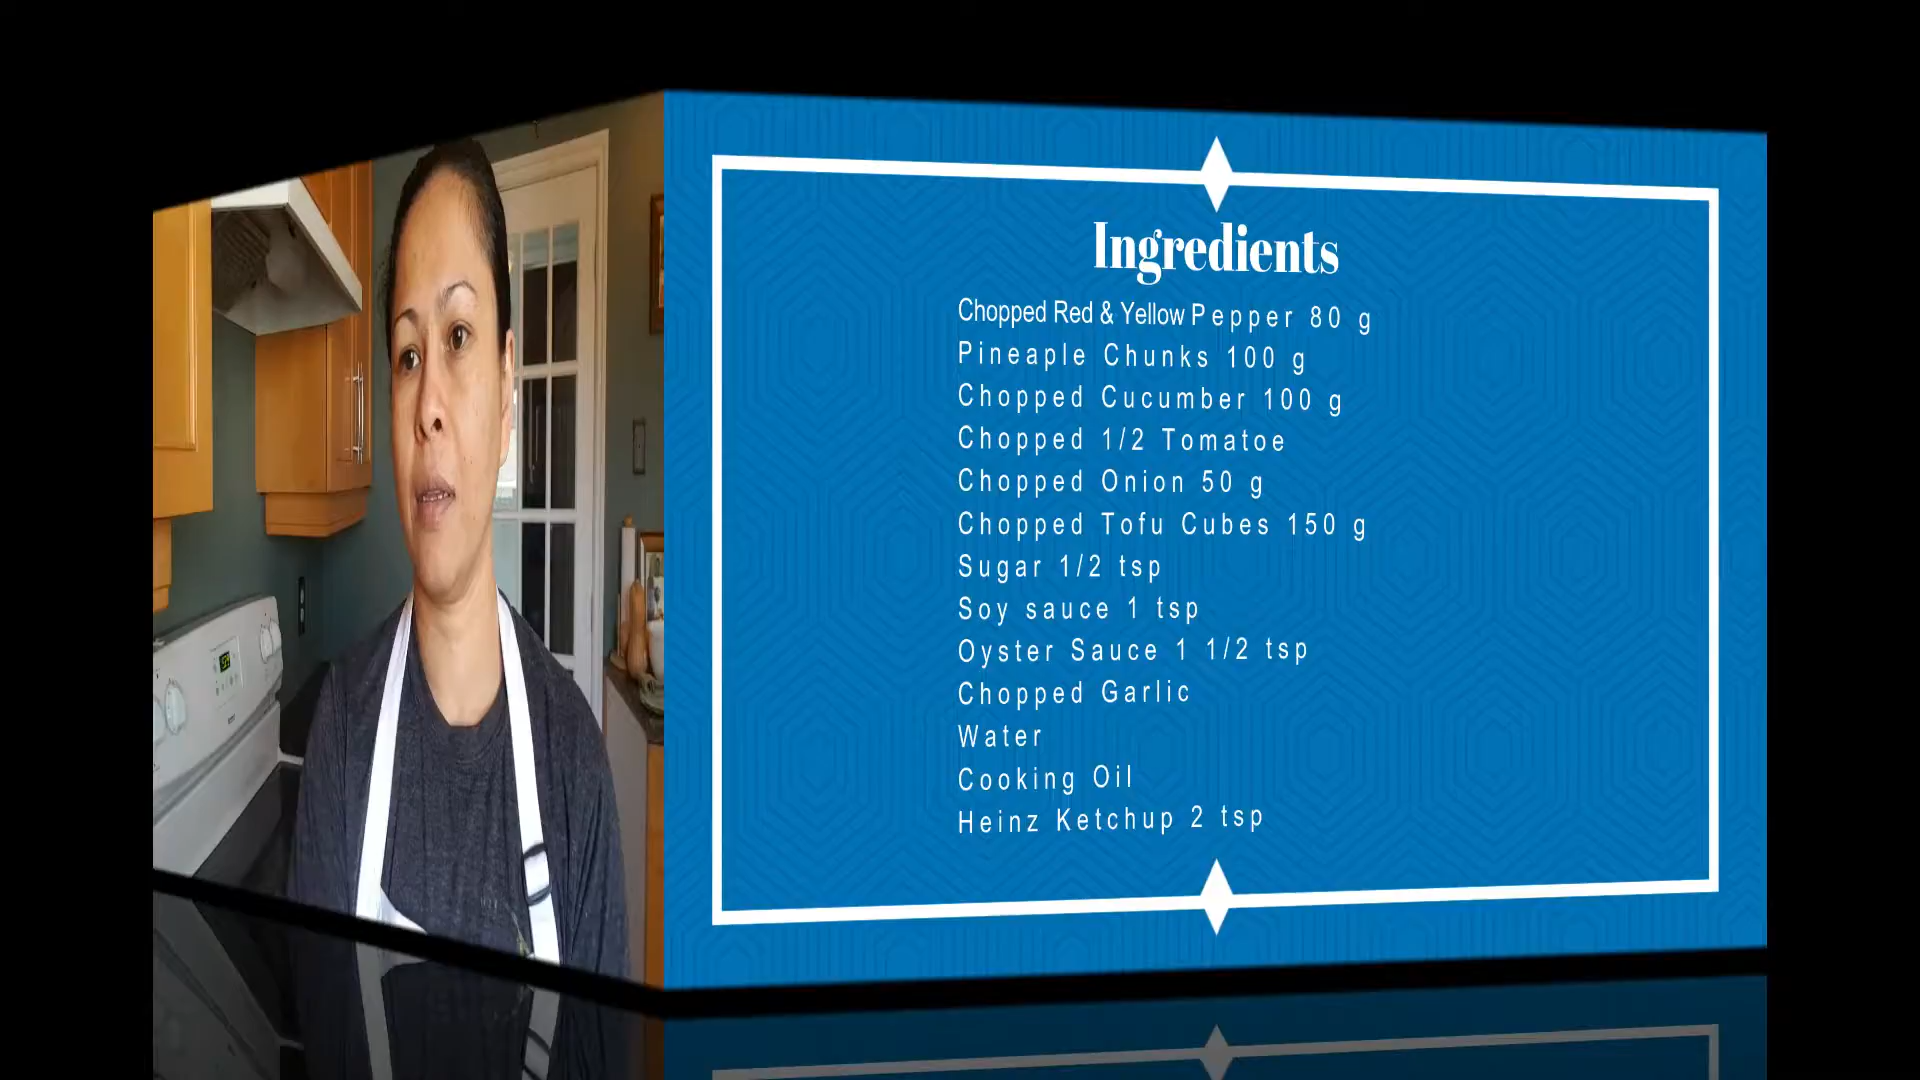 Ingredients
Chopped Red & Yellow Pepper 80 g
Pineaple Chunks 100 g
Chopped Cucumber 100 g
Chopped 1/2 Tomatoe
Chopped Onion 50 g
Chopped Tofu Cubes 150 g
Sugar 1/2 tsp
Soy sauce 1 tsp
Oyster Sauce 1 1/2 tsp
Chopped Garlic
Water
Cooking Oil
Heinz Ketchup 2 tsp